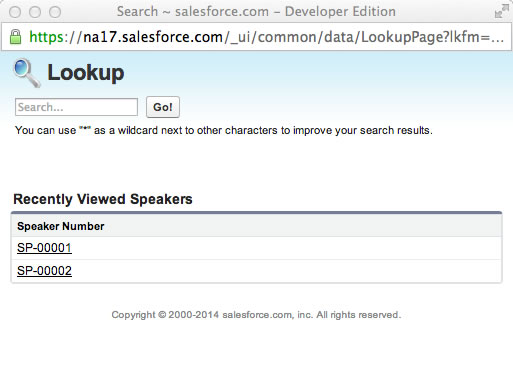 Search ~ salesforce.com – Developer Edition
https://na17.salesforce.com/_ui/common/data/LookupPage?lkfm=...
Lookup
Search...
Go!
You can use "*" as a wildcard next to other characters to improve your search results.
Recently Viewed Speakers
Speaker Number
SP-00001
SP-00002
Copyright © 2000-2014 salesforce.com, inc. All rights reserved.